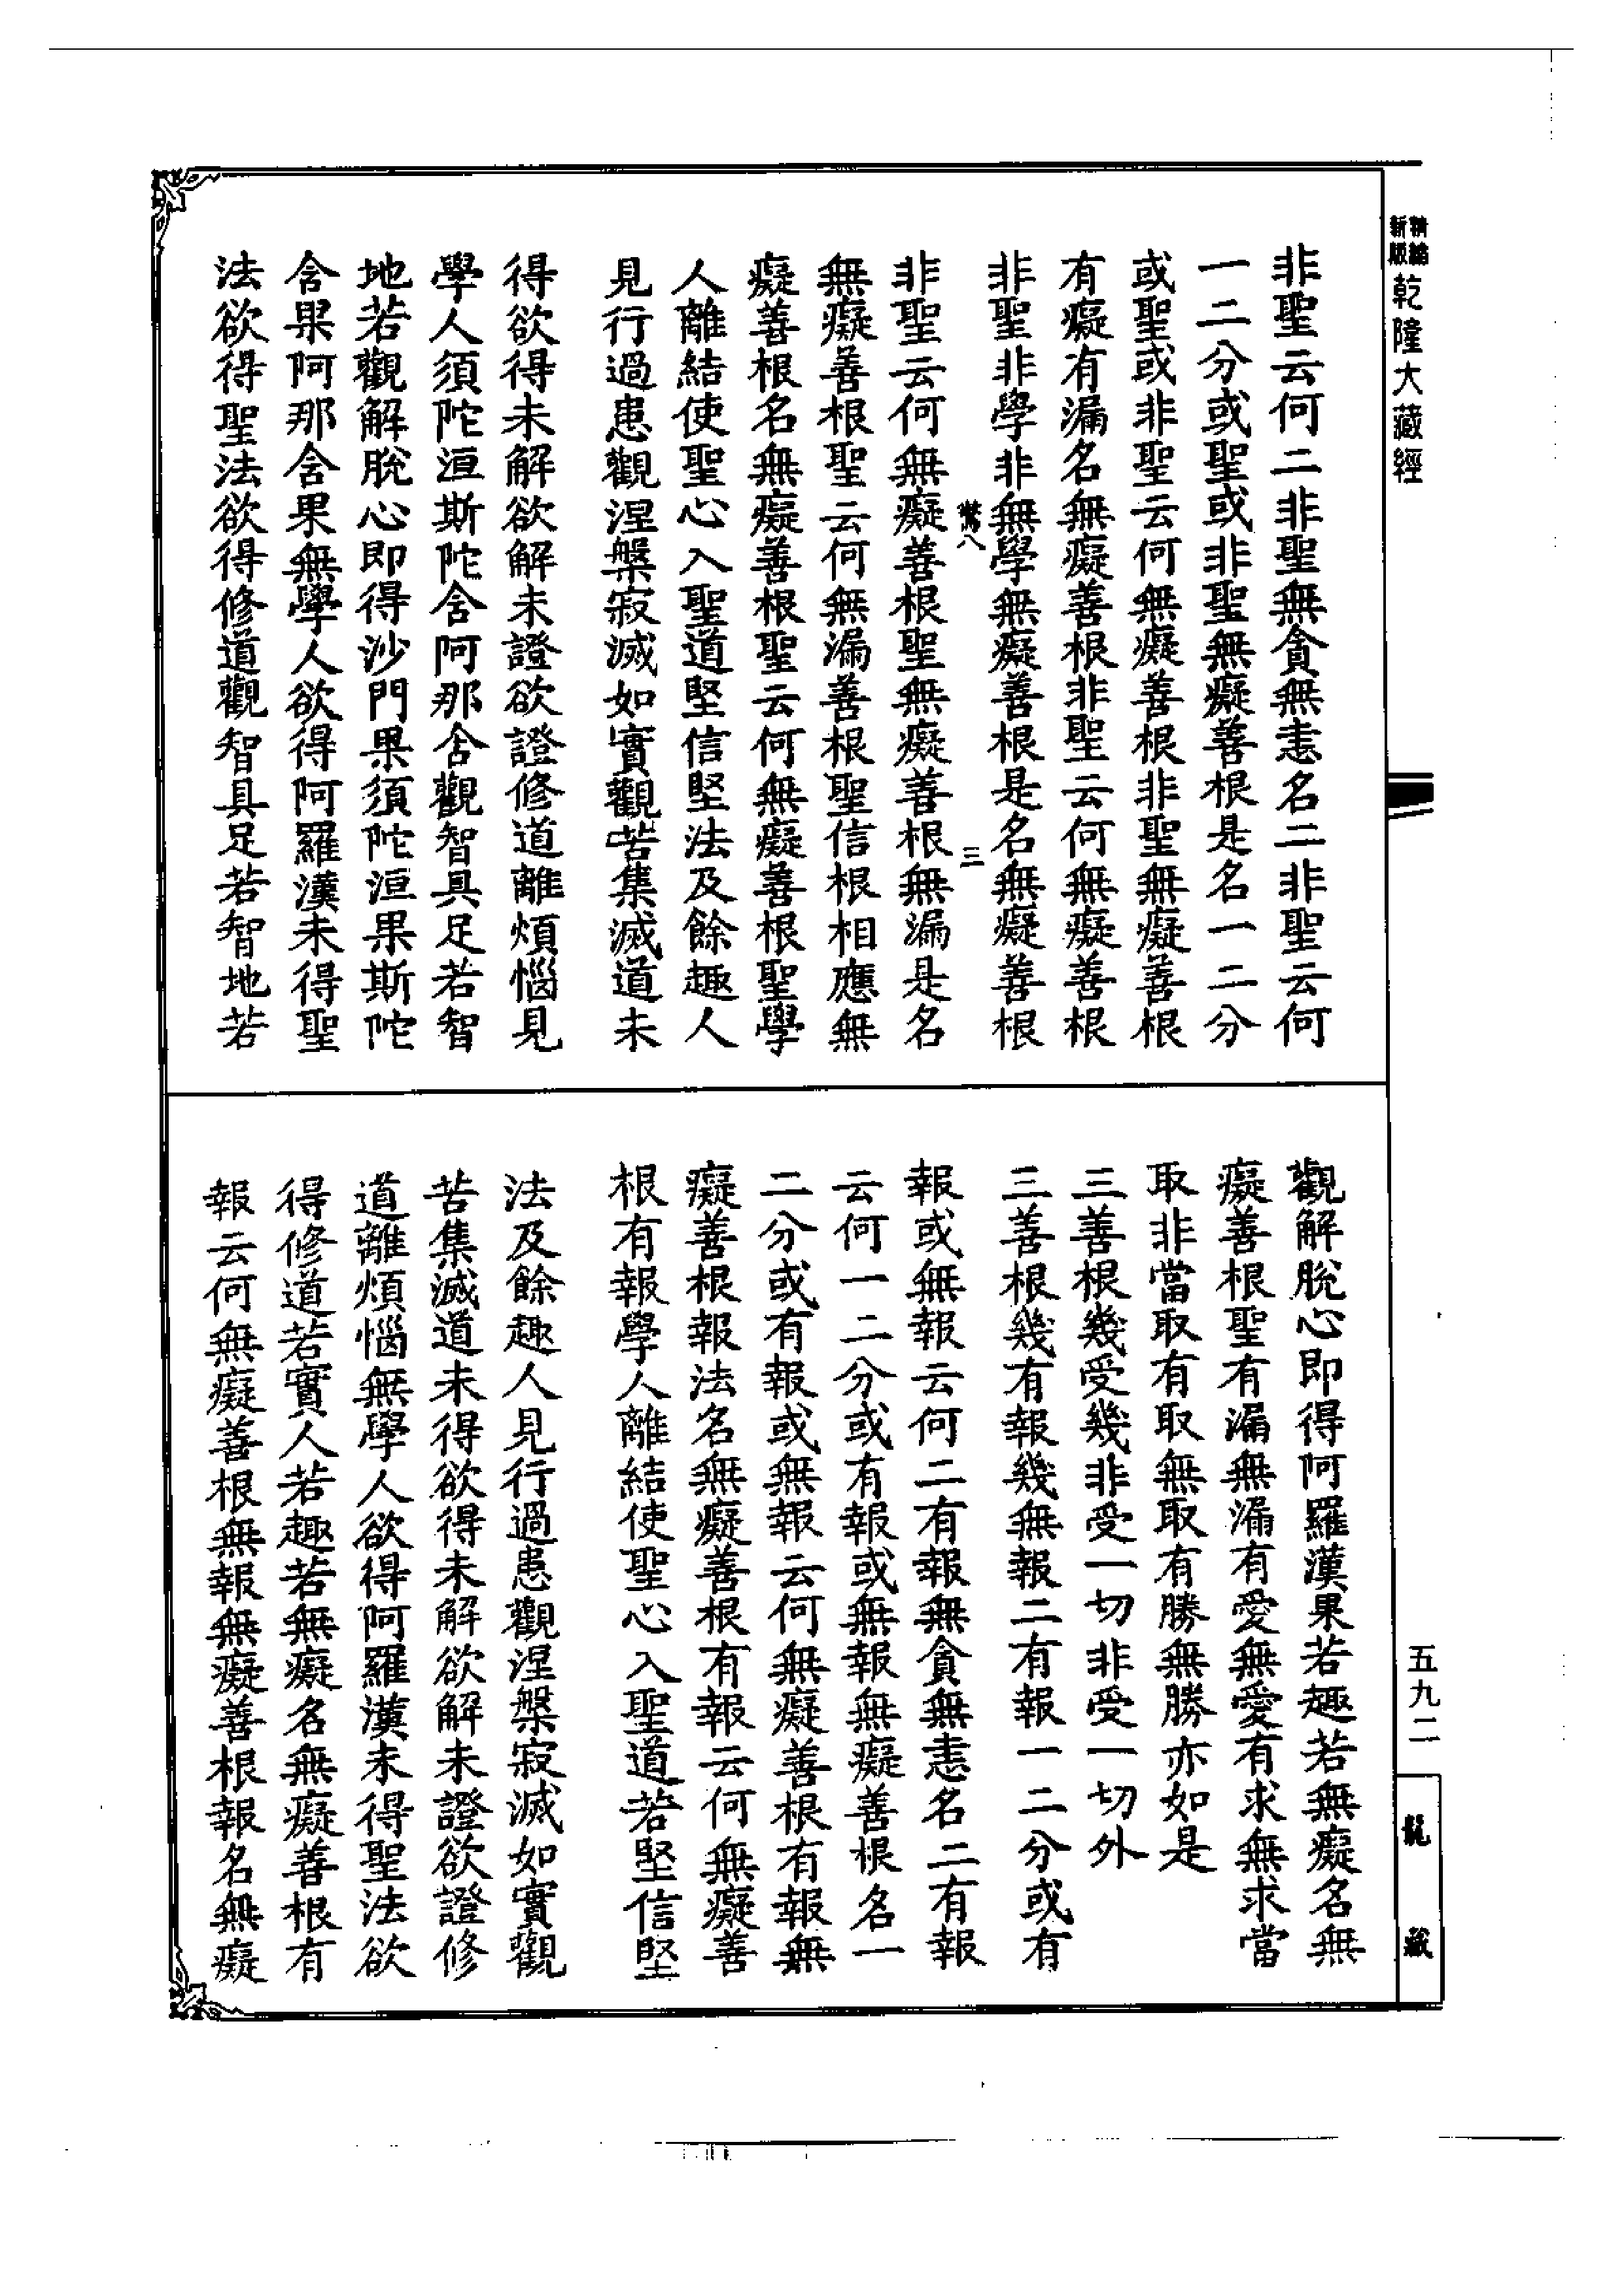 新版 精縮 乾隆大藏經
非聖云何二非聖無貪無恚名二非聖云何
一二分或聖或非聖無癡善根是名一二分
或聖或非聖云何無癡善根非聖無癡善根
有癡有漏名無癡善根非聖云何無癡善根
非聖非學非無學無癡善根是名無癡善根
三
非聖云何無癡善根聖無癡善根無漏是名
無癡善根聖云何無漏善根聖信根相應無
癡善根名無癡善根聖云何無癡善根聖學
人離結使聖心入聖道堅信堅法及餘趣人
見行過患觀涅槃寂滅如實觀苦集滅道未
得欲得未解欲解未證欲證修道離煩惱見
學人須陀洹斯陀含阿那含觀智具足若智
地若觀解脫心即得沙門果須陀洹果斯陀
含果阿那含果無學人欲得阿羅漢未得聖
法欲得聖法欲得修道觀智具足若智地若
觀解脫心即得阿羅漢果若趣若無癡名無
癡善根聖有漏無漏有愛無愛有求無求當
取非當取有取無取有勝無勝亦如是
三善根幾受幾非受一切非受一切外
三善根幾有報幾無報二有報一二分或有
報或無報云何二有報無貪無恚名二有報
云何一二分或有報或無報無癡善根名一
二分或有報或無報云何無癡善根有報無
癡善根報法名無癡善根有報云何無癡善
根有報學人離結使聖心入聖道若堅信堅
法及餘趣人見行過患觀涅槃寂滅如實觀
苦集滅道未得欲得未解欲解未證欲證修
道離煩惱無學人欲得阿羅漢未得聖法欲
得修道若實人若趣若無癡名無癡善根有
報云何無癡善根無報無癡善根報名無癡
五九二
龍藏